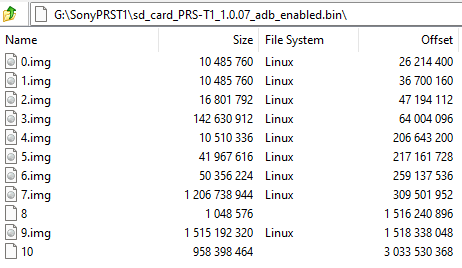 G:\SonyPRST1\sd_card_PRS-T1_1.0.07_adb_enabled.bin\
Name Size File System Offset
0.img 10 485 760 Linux 26 214 400
1.img 10 485 760 Linux 36 700 160
2.img 16 801 792 Linux 47 194 112
3.img 142 630 912 Linux 64 004 096
4.img 10 510 336 Linux 206 643 200
5.img 41 967 616 Linux 217 161 728
6.img 50 356 224 Linux 259 137 536
7.img 1 206 738 944 Linux 309 501 952
8 1 048 576 1 516 240 896
9.img 1 515 192 320 Linux 1 518 338 048
10 958 398 464 3 033 530 368